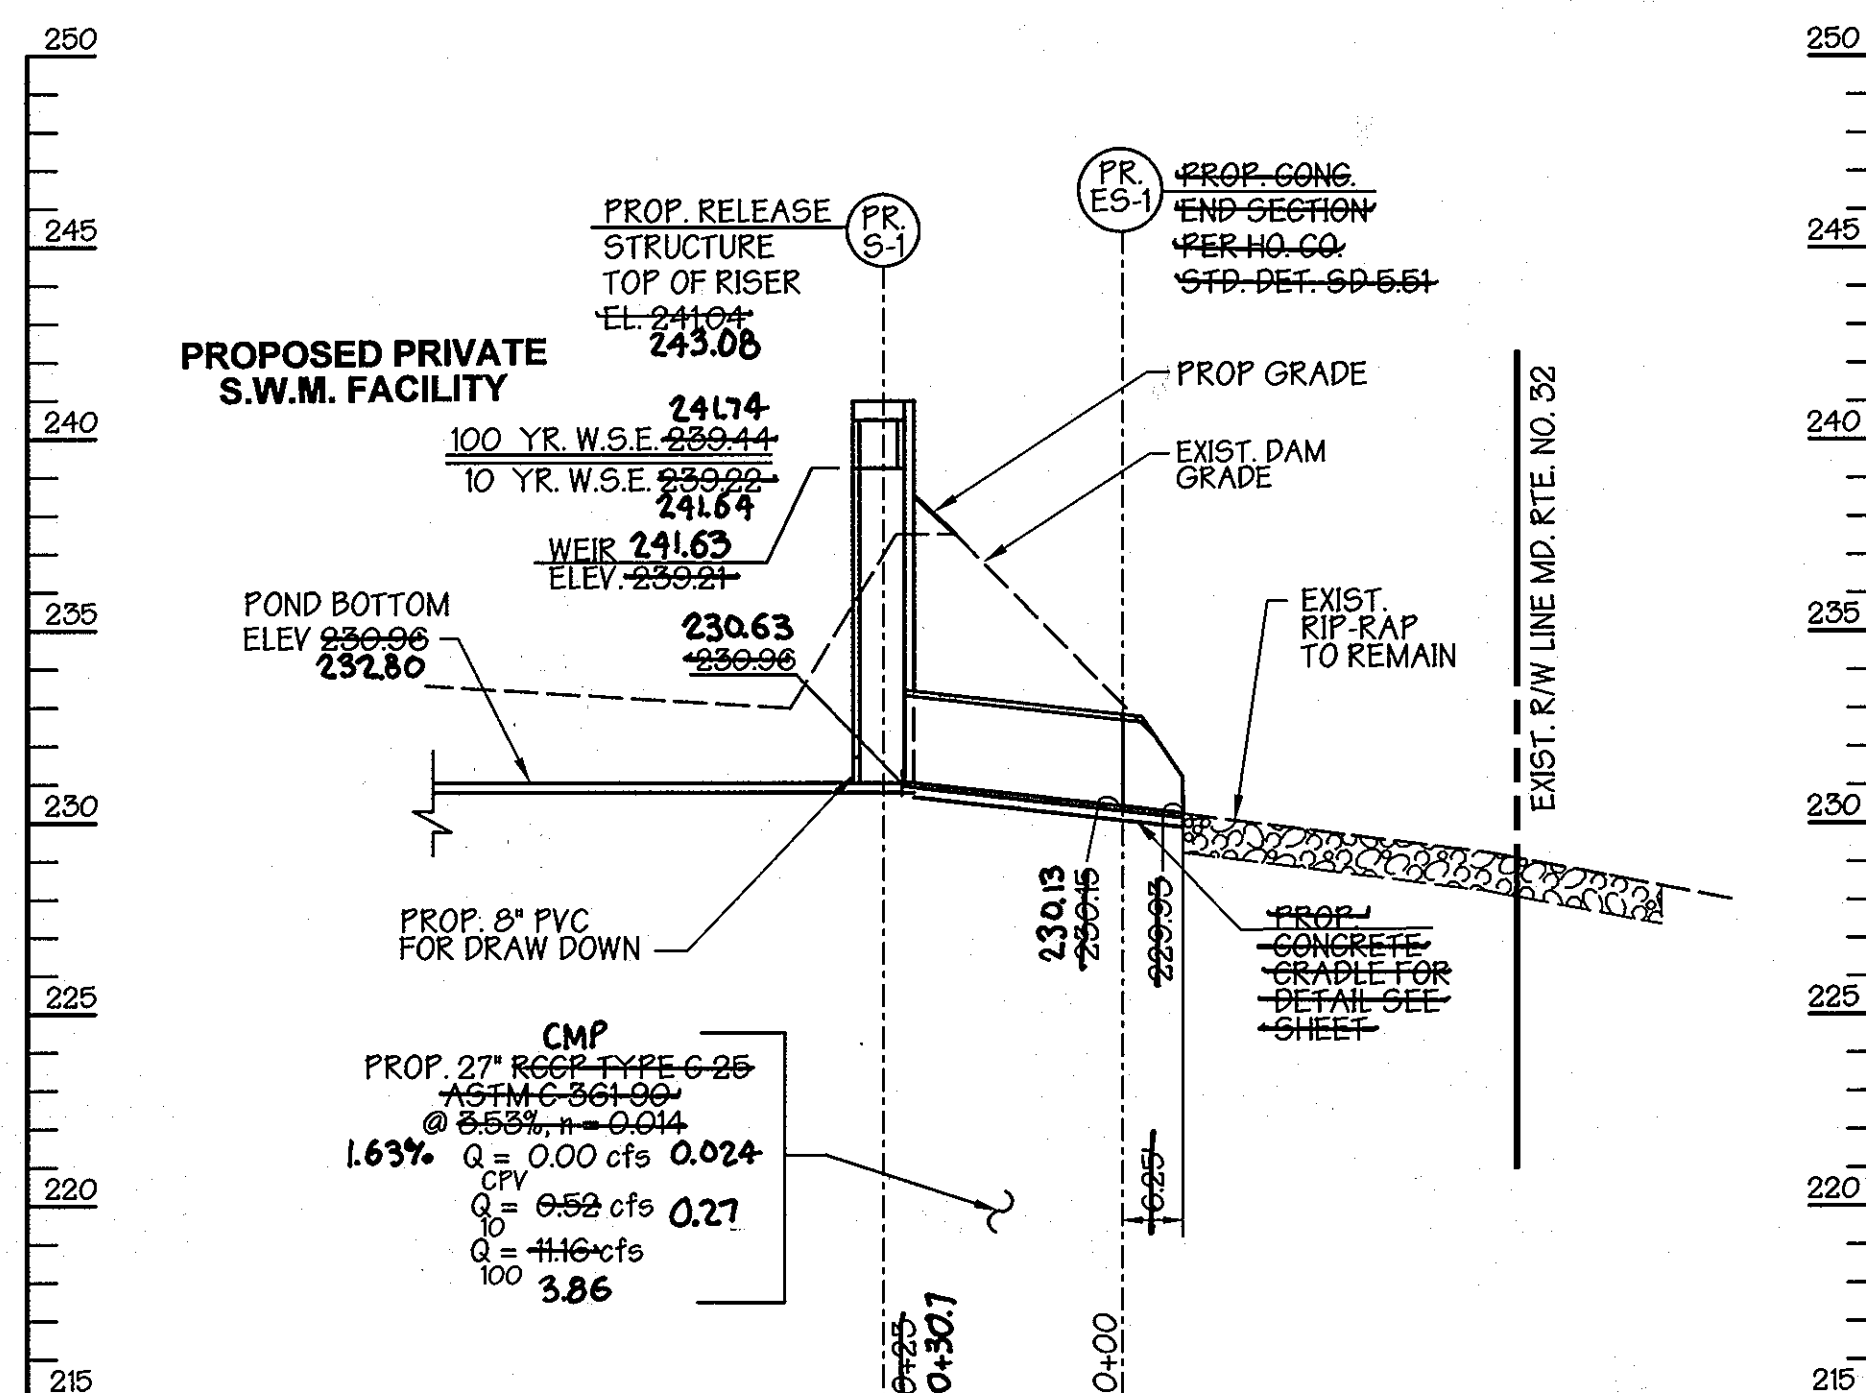 250
245
240
235
230
225
220
215
250
245
240
235
230
225
220
215
PROP. RELEASE
STRUCTURE
TOP OF RISER
EL. 241.04
243.08
PR.
S-1
PR.
ES-1
PROP. CONC.
END SECTION
PER HO. CO.
STD. DET. SD 5.51
PROPOSED PRIVATE
S.W.M. FACILITY
241.74
100 YR. W.S.E. 239.44
10 YR. W.S.E. 239.22
241.64
WEIR 241.63
ELEV. 239.21
PROP GRADE
EXIST. DAM
GRADE
EXIST. R/W LINE MD. RTE. NO. 32
POND BOTTOM
ELEV 230.96
232.80
230.63
230.96
EXIST.
RIP-RAP
TO REMAIN
PROP. 8" PVC
FOR DRAW DOWN
230.13
230.15
229.93
PROP.
CONCRETE
CRADLE FOR
DETAIL SEE
SHEET
CMP
PROP. 27" RCCP TYPE C-25
ASTM C-361-90
@ 3.53%, n = 0.014
1.63% Q = 0.00 cfs 0.024
CPV
Q = 0.52 cfs 0.27
10
Q = 11.16 cfs
100 3.86
6.25'
0+25
0+30.7
0+00